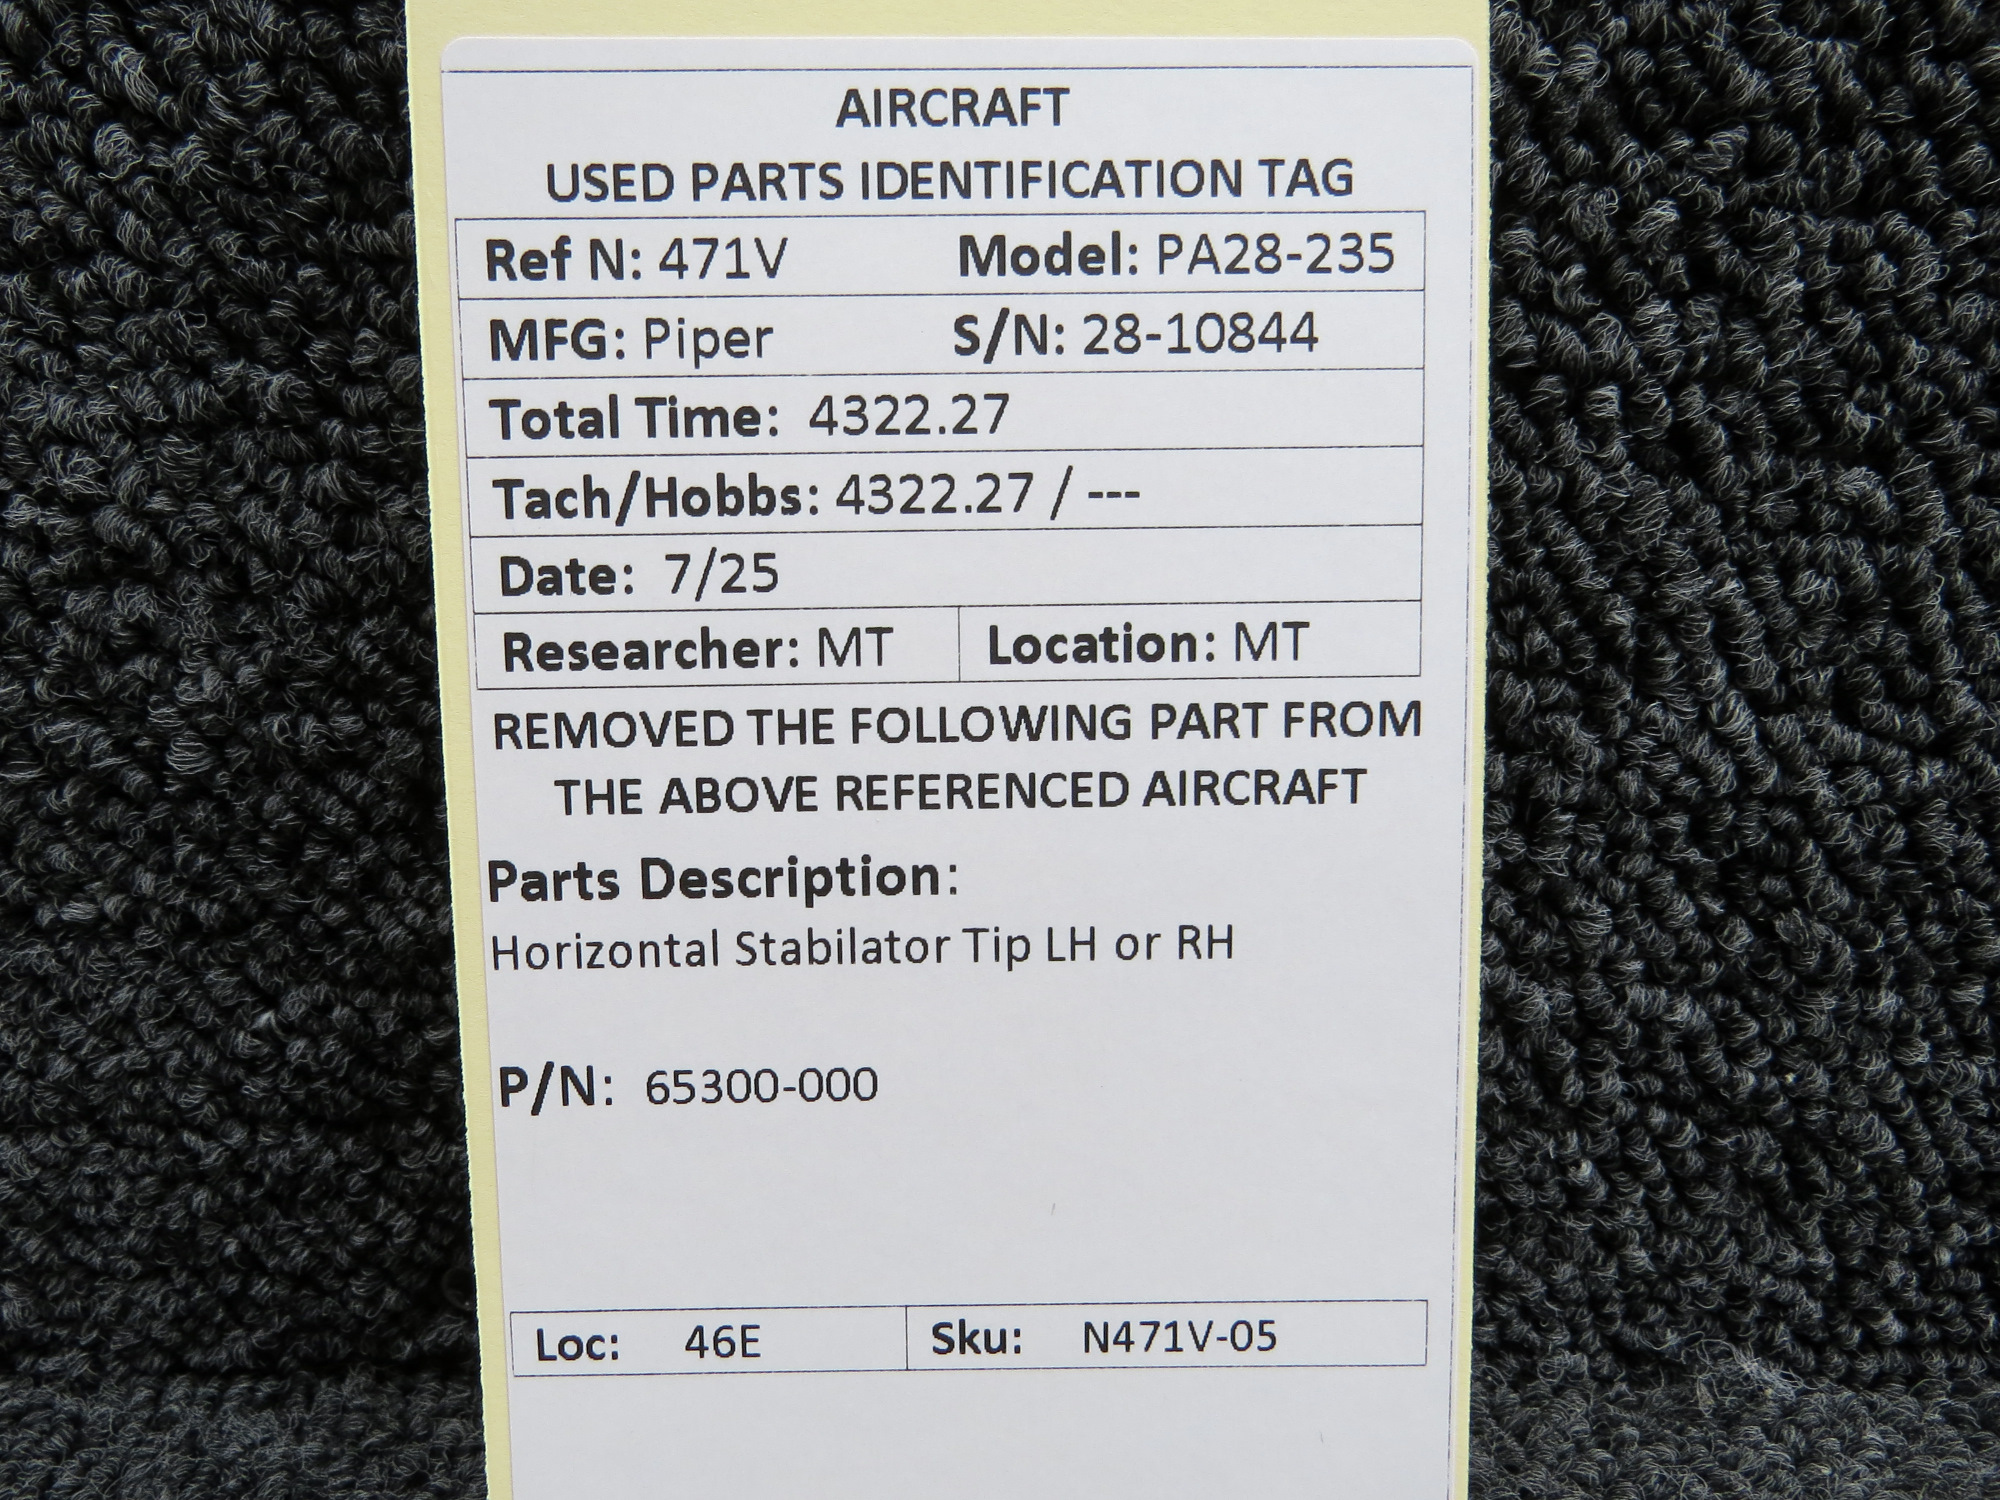 AIRCRAFT
USED PARTS IDENTIFICATION TAG
Ref N: 471V Model: PA28-235
MFG: Piper S/N: 28-10844
Total Time: 4322.27
Tach/Hobbs: 4322.27 / ---
Date: 7/25
Researcher: MT Location: MT
REMOVED THE FOLLOWING PART FROM
THE ABOVE REFERENCED AIRCRAFT
Parts Description:
Horizontal Stabilator Tip LH or RH
P/N: 65300-000
Loc: 46E Sku: N471V-05